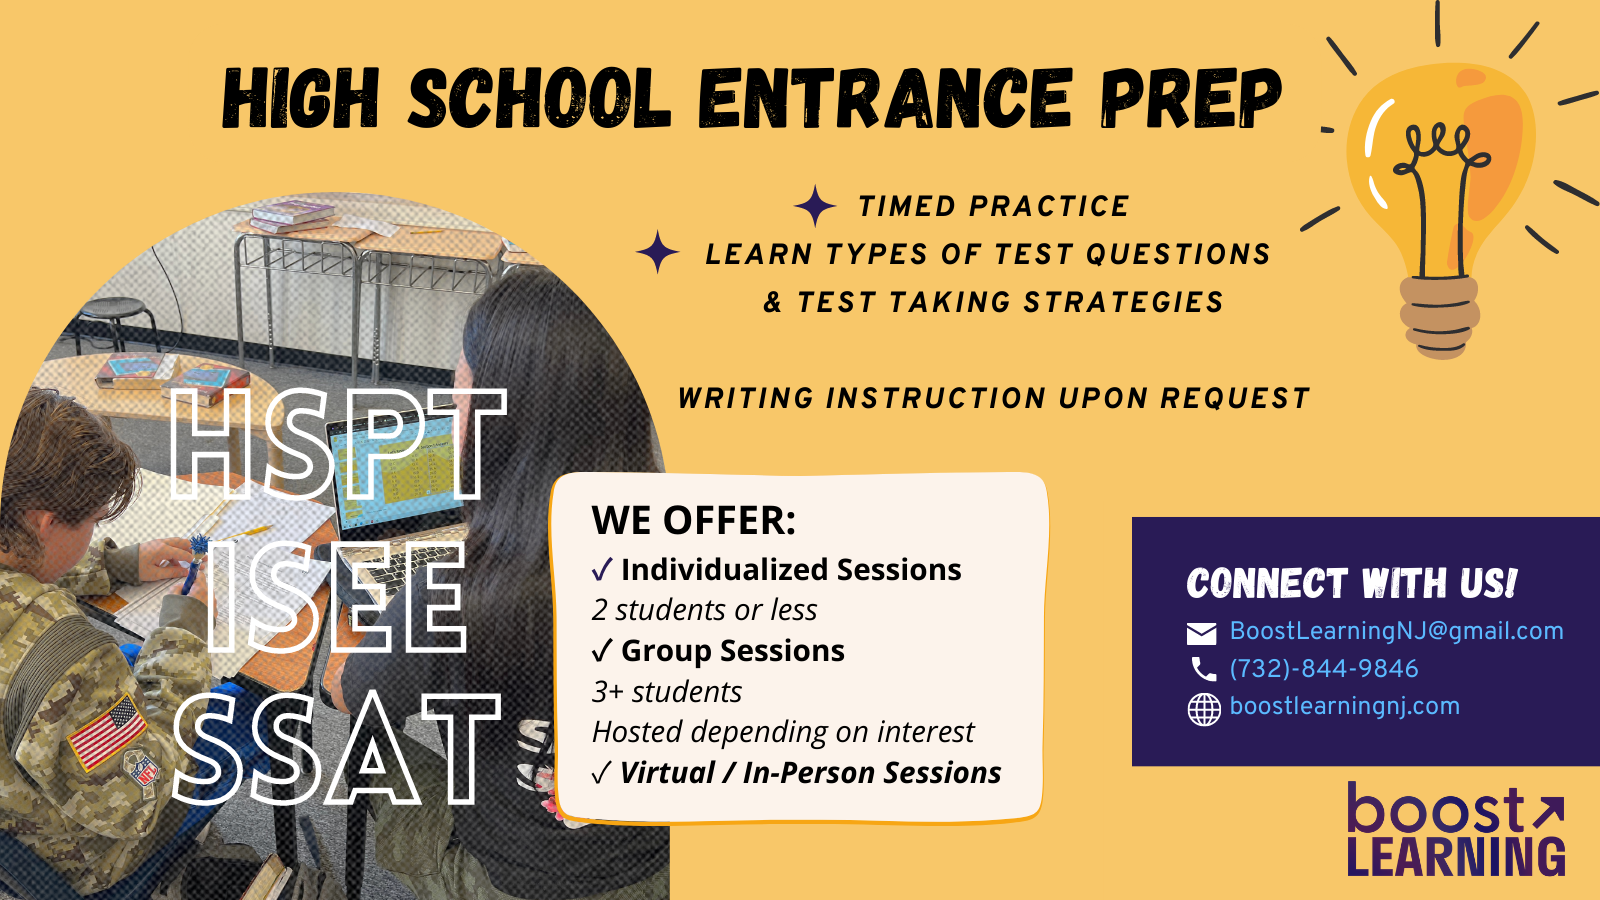 HIGH SCHOOL ENTRANCE PREP
TIMED PRACTICE
LEARN TYPES OF TEST QUESTIONS
& TEST TAKING STRATEGIES
WRITING INSTRUCTION UPON REQUEST
HSPT
ISEE
SSAT
NFL
WE OFFER:
✓ Individualized Sessions
2 students or less
✓ Group Sessions
3+ students
Hosted depending on interest
✓ Virtual / In-Person Sessions
CONNECT WITH US!
BoostLearningNJ@gmail.com
(732)-844-9846
boostlearningnj.com
boost
LEARNING